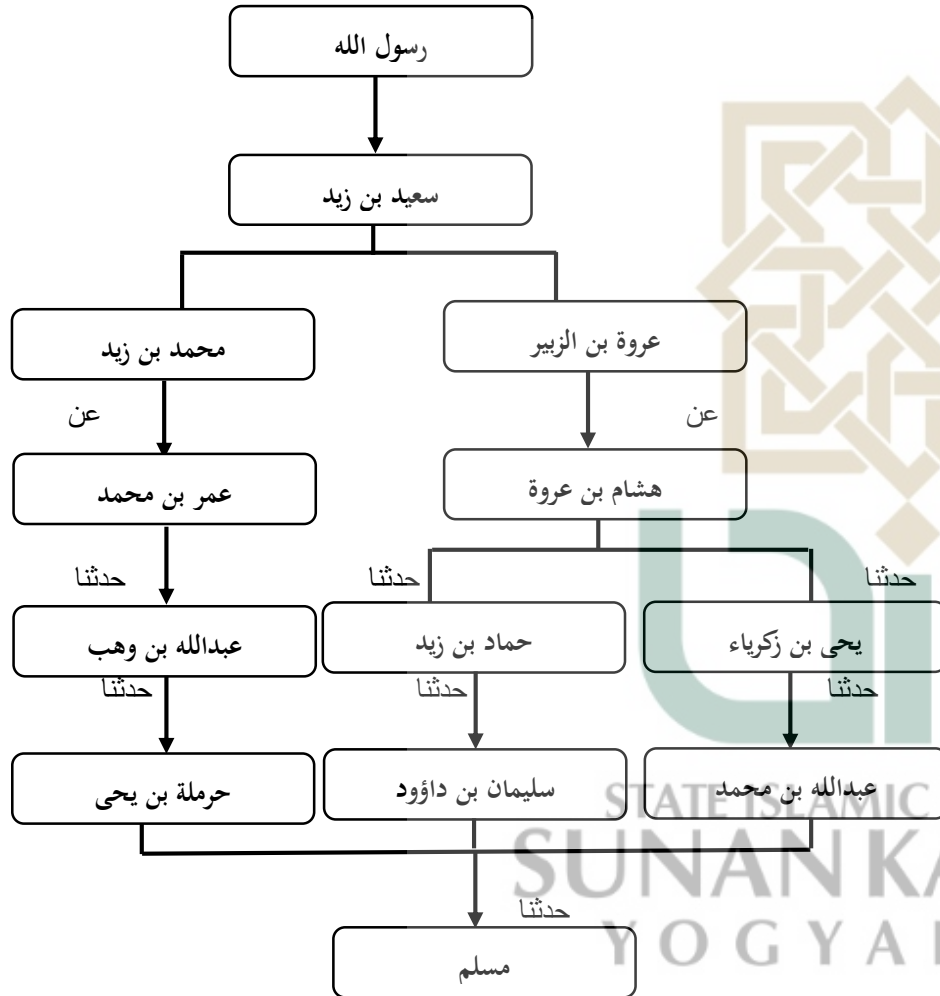 رسول الله
سعيد بن زيد
عروة بن الزبير
محمد بن زيد
عن
عن
هشام بن عروة
عمر بن محمد
حدثنا
حدثنا
حدثنا
يحى بن زكرياء
حماد بن زيد
عبدالله بن وهب
حدثنا
حدثنا
حدثنا
عبدالله بن محمد
سليمان بن داؤود
حرملة بن يحى
STATE ISLAMIC
SUNAN KA
حدثنا
YOGYA
مسلم